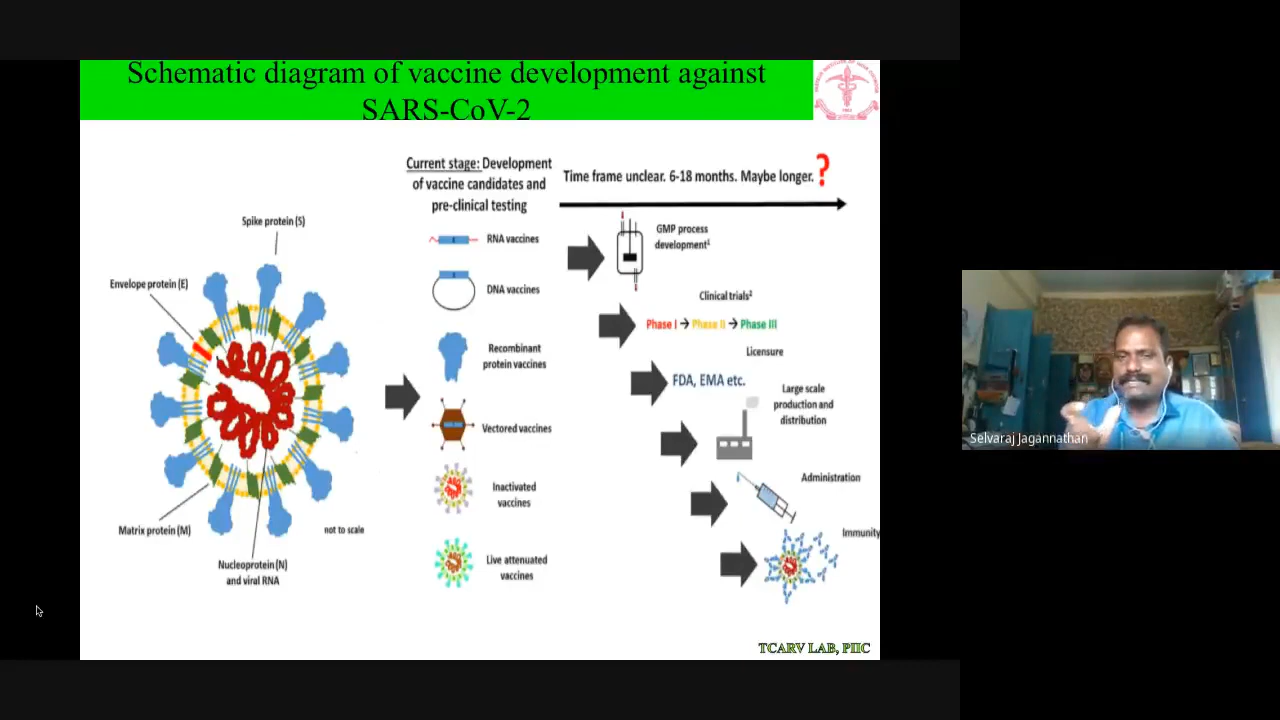 Schematic diagram of vaccine development against
SARS-CoV-2
Current stage: Development
of vaccine candidates and
pre-clinical testing
Time frame unclear. 6-18 months. Maybe longer. ?
Spike protein (S)
Envelope protein (E)
Matrix protein (M)
Nucleoprotein (N)
and viral RNA
not to scale
RNA vaccines
DNA vaccines
Recombinant
protein vaccines
Vectored vaccines
Inactivated
vaccines
Live attenuated
vaccines
GMP process
development¹
Clinical trials²
Phase I → Phase II → Phase III
Licensure
FDA, EMA etc.
Large scale
production and
distribution
Administration
Immunity
TCARV LAB, PIIC
Selvaraj Jagannathan